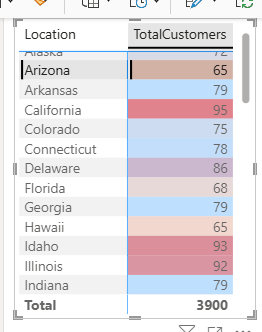 Location TotalCustomers
Alaska 72
Arizona 65
Arkansas 79
California 95
Colorado 75
Connecticut 78
Delaware 86
Florida 68
Georgia 79
Hawaii 65
Idaho 93
Illinois 92
Indiana 79
Total 3900